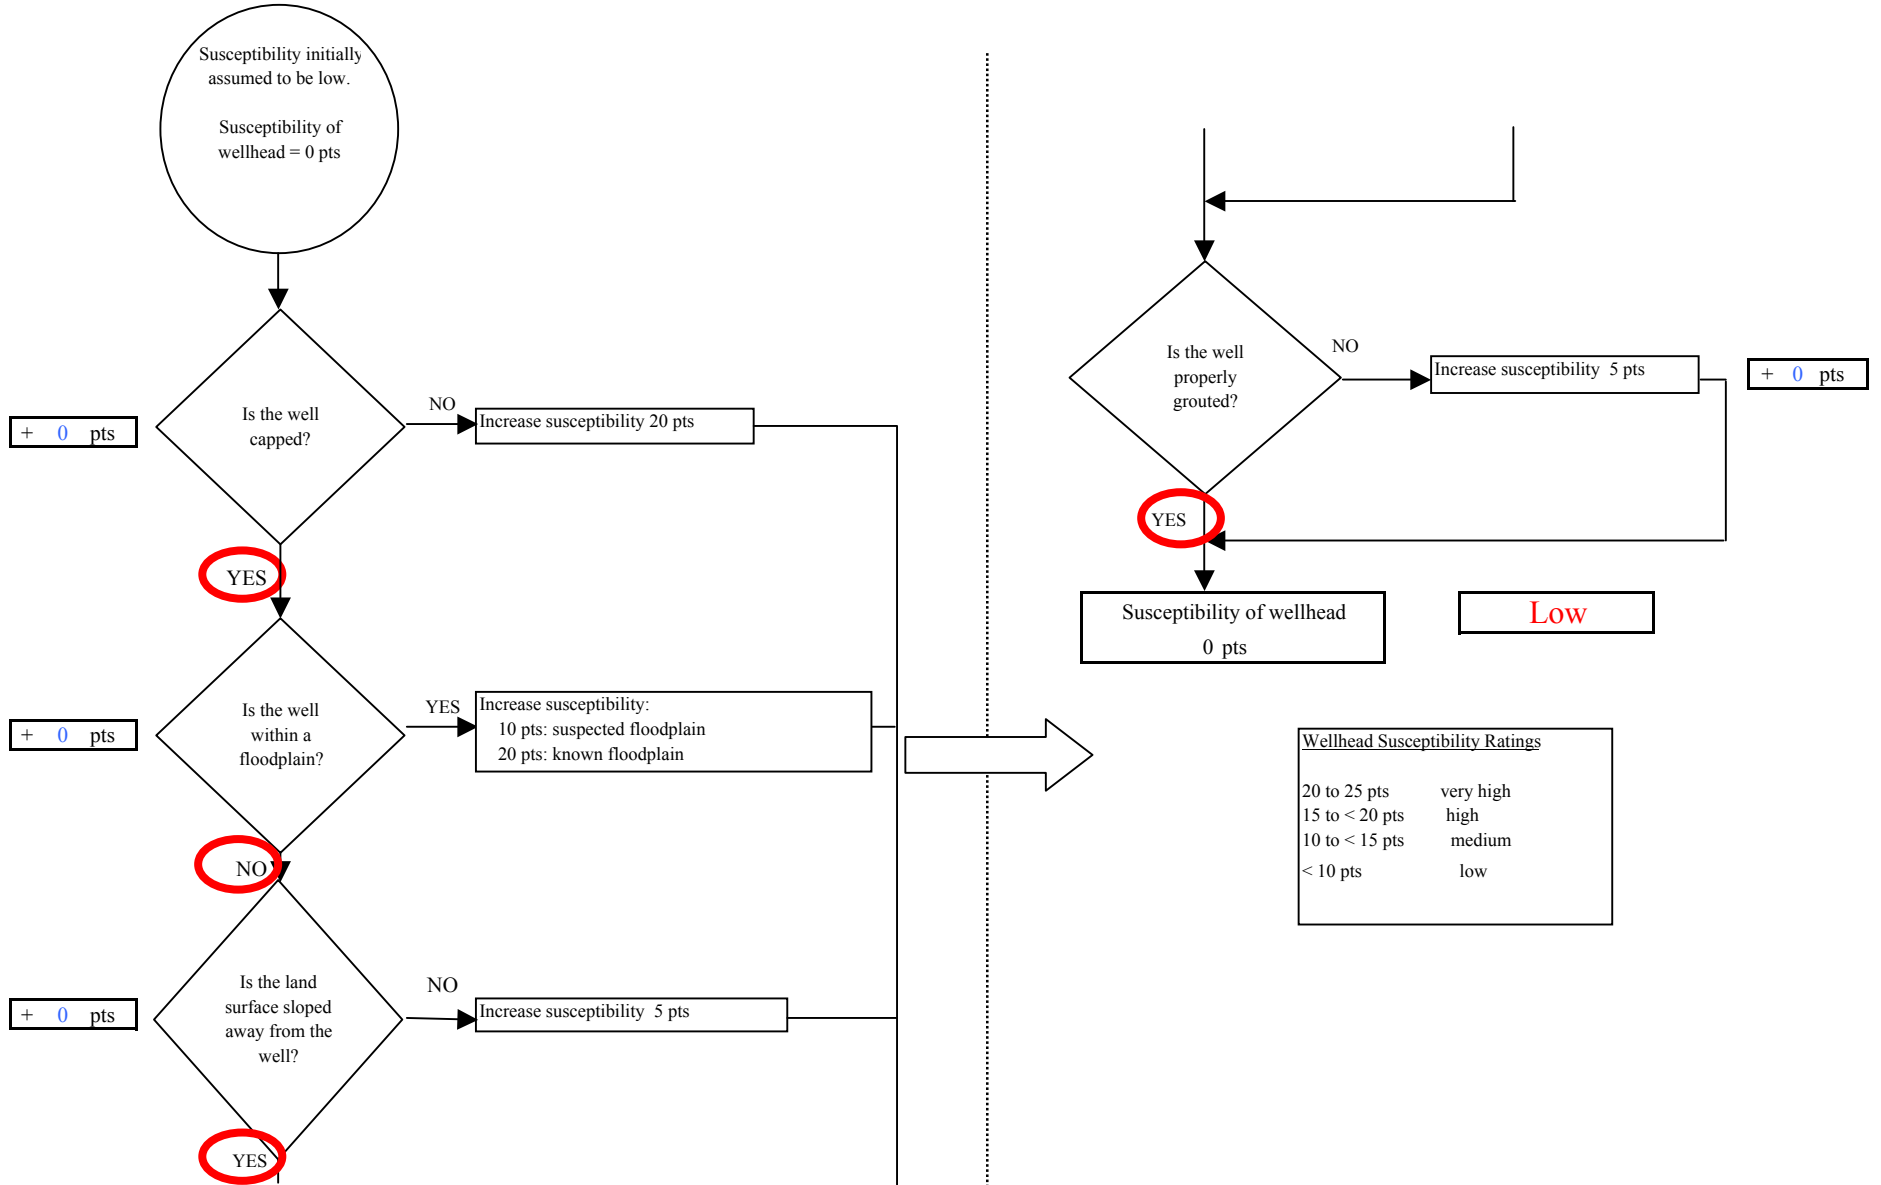 Susceptibility initially
assumed to be low.
Susceptibility of
wellhead = 0 pts
Is the well
capped?
NO
Increase susceptibility 20 pts
+ 0 pts
YES
Is the well
within a
floodplain?
YES
Increase susceptibility:
10 pts: suspected floodplain
20 pts: known floodplain
+ 0 pts
NO
Is the land
surface sloped
away from the
well?
NO
Increase susceptibility 5 pts
+ 0 pts
YES
Is the well
properly
grouted?
NO
Increase susceptibility 5 pts
+ 0 pts
YES
Susceptibility of wellhead
0 pts
Low
Wellhead Susceptibility Ratings
20 to 25 pts very high
15 to < 20 pts high
10 to < 15 pts medium
< 10 pts low